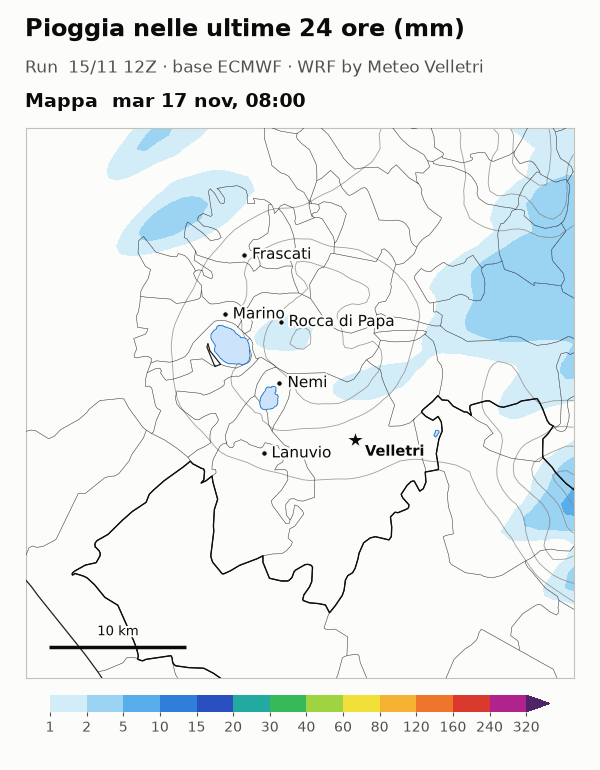 Pioggia nelle ultime 24 ore (mm)
Run  15/11 12Z · base ECMWF · WRF by Meteo Velletri
Mappa  mar 17 nov, 08:00
Frascati
Marino
Rocca di Papa
Nemi
Velletri
Lanuvio
10 km
1 2 5 10 15 20 30 40 60 80 120 160 240 320